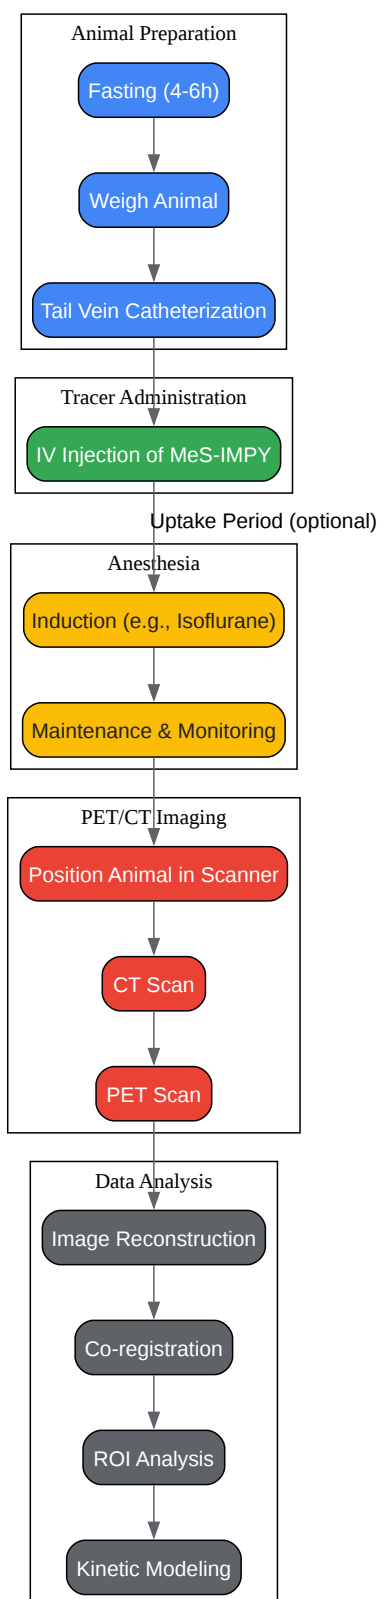 Animal Preparation
Fasting (4-6h)
Weigh Animal
Tail Vein Catheterization
Tracer Administration
IV Injection of MeS-IMPY
Uptake Period (optional)
Anesthesia
Induction (e.g., Isoflurane)
Maintenance & Monitoring
PET/CT Imaging
Position Animal in Scanner
CT Scan
PET Scan
Data Analysis
Image Reconstruction
Co-registration
ROI Analysis
Kinetic Modeling